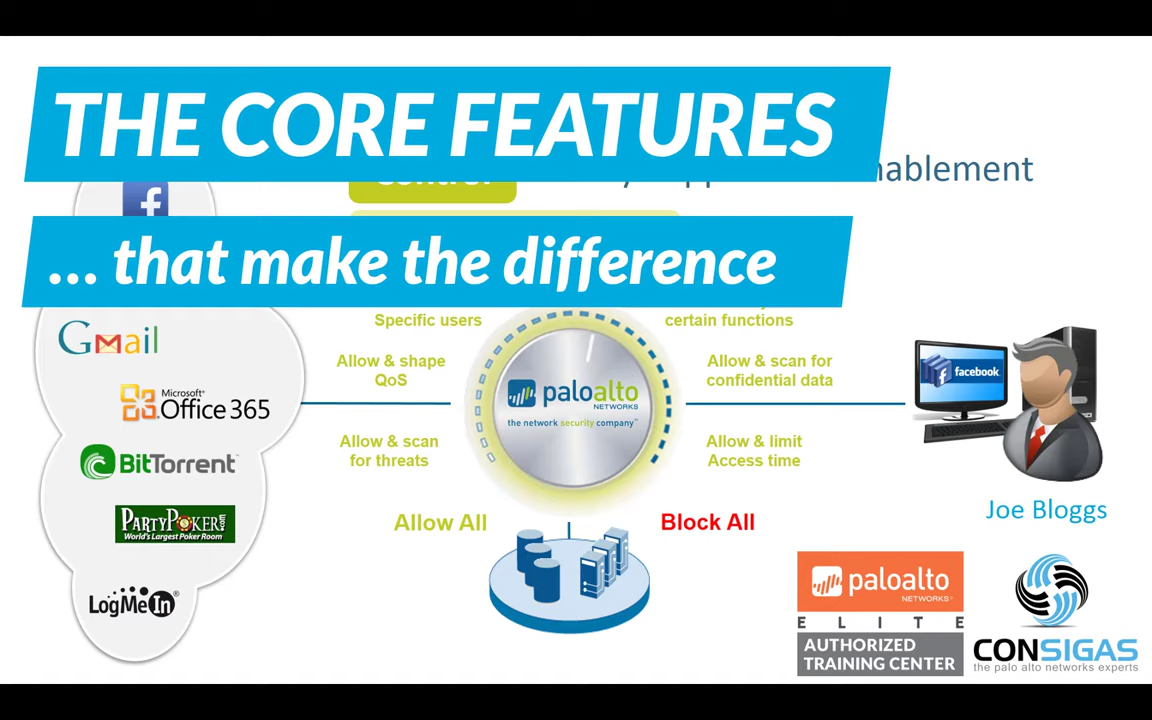 THE CORE FEATURES
nablement
... that make the difference
Specific users
certain functions
Gmail
Allow & shape
QoS
Allow & scan for
confidential data
facebook
paloalto
NETWORKS
the network security company™
Microsoft®
Office 365
Allow & scan
for threats
Allow & limit
Access time
BitTorrent™
Allow All
Block All
Joe Bloggs
PARTYPOKER.com
World's Largest Poker Room
LogMeIn®
paloalto
NETWORKS®
ELITE
AUTHORIZED
TRAINING CENTER
CONSIGAS
the palo alto networks experts